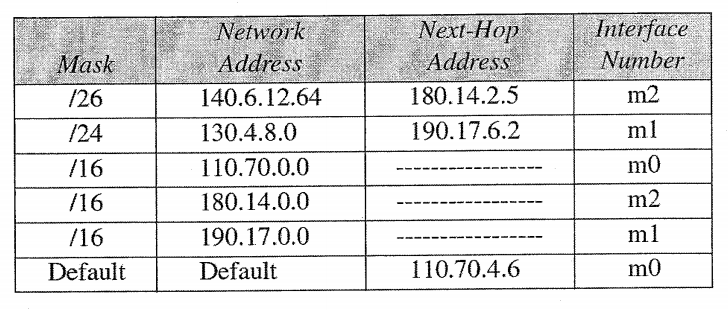 Mask Network Address Next-Hop Address Interface Number
/26 140.6.12.64 180.14.2.5 m2
/24 130.4.8.0 190.17.6.2 m1
/16 110.70.0.0 ------------------ m0
/16 180.14.0.0 ------------------ m2
/16 190.17.0.0 ------------------ m1
Default Default 110.70.4.6 m0